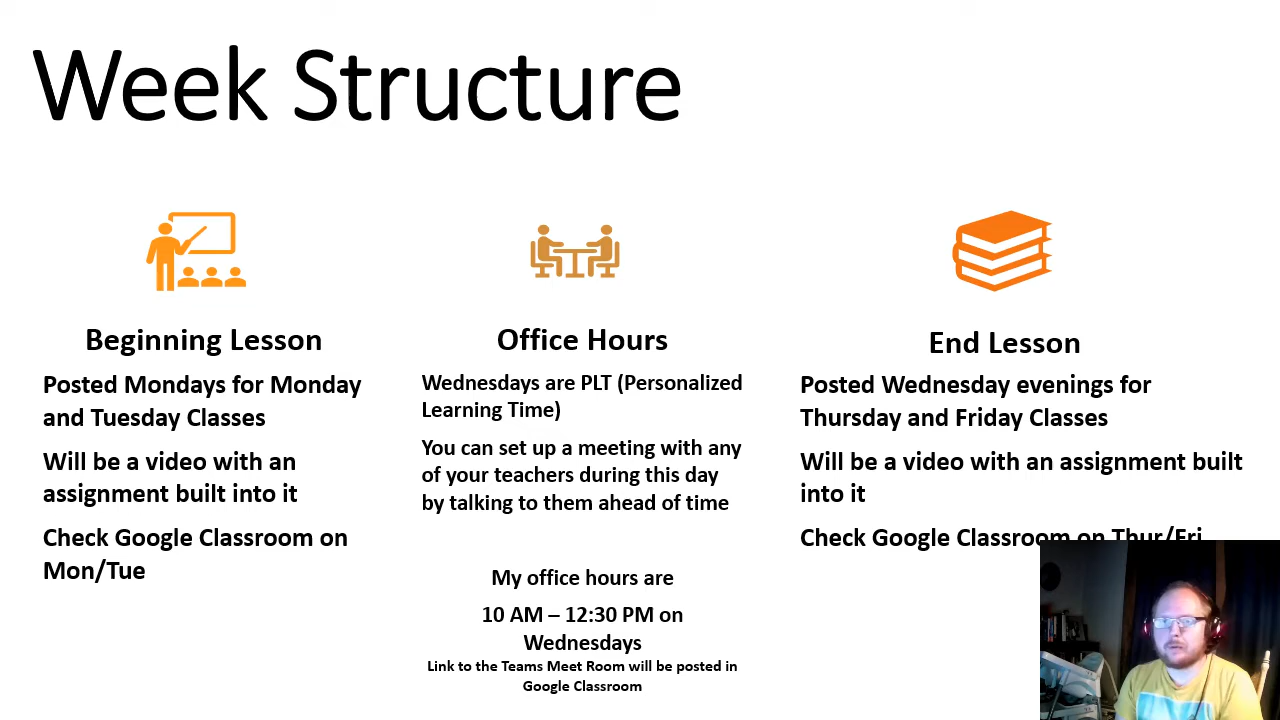 Week Structure
Beginning Lesson
Posted Mondays for Monday
and Tuesday Classes
Will be a video with an
assignment built into it
Check Google Classroom on
Mon/Tue
Office Hours
Wednesdays are PLT (Personalized
Learning Time)
You can set up a meeting with any
of your teachers during this day
by talking to them ahead of time
My office hours are
10 AM – 12:30 PM on
Wednesdays
Link to the Teams Meet Room will be posted in
Google Classroom
End Lesson
Posted Wednesday evenings for
Thursday and Friday Classes
Will be a video with an assignment built
into it
Check Google Classroom on Thur/Fri